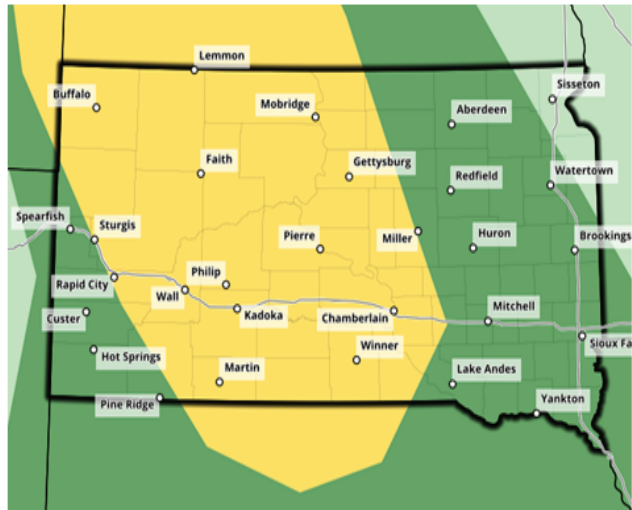 Lemmon
Buffalo
Sisseton
Mobridge
Aberdeen
Faith
Gettysburg
Redfield
Watertown
Spearfish
Sturgis
Pierre
Miller
Huron
Brookings
Rapid City
Philip
Wall
Kadoka
Chamberlain
Mitchell
Custer
Sioux Fa
Hot Springs
Winner
Martin
Lake Andes
Pine Ridge
Yankton